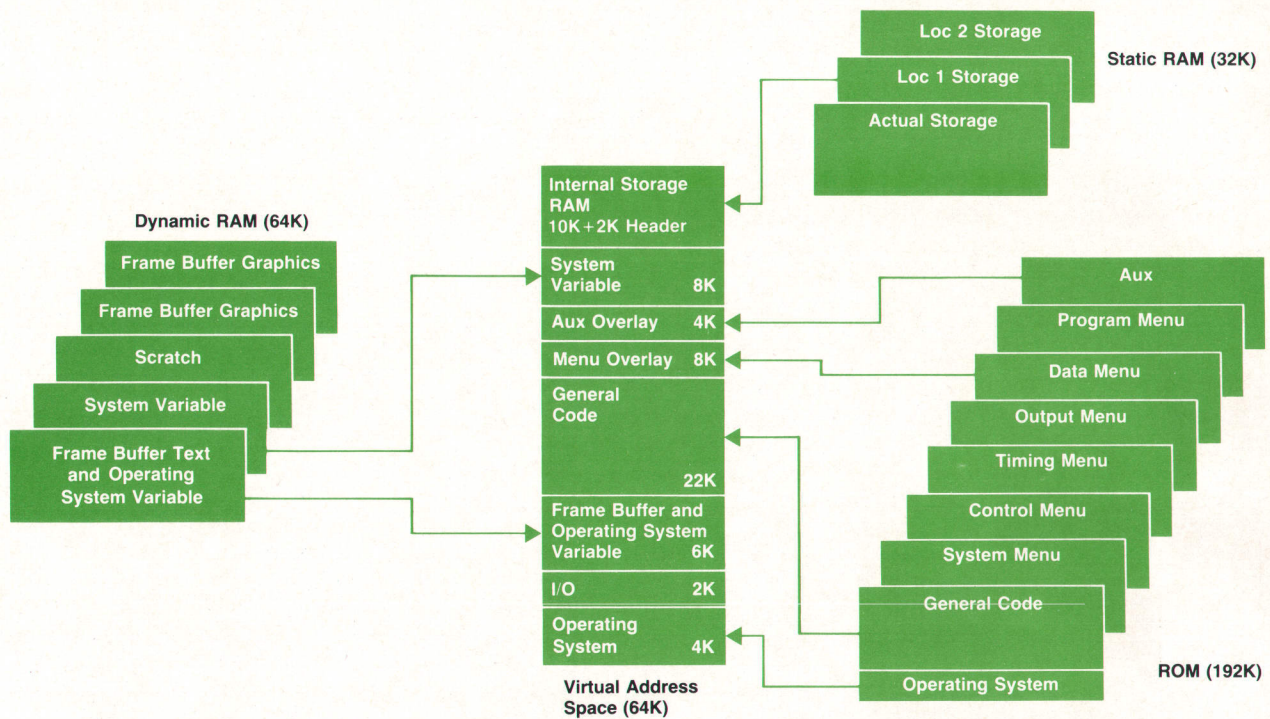 Loc 2 Storage
Static RAM (32K)
Loc 1 Storage
Actual Storage
Dynamic RAM (64K)
Frame Buffer Graphics
Frame Buffer Graphics
Scratch
System Variable
Frame Buffer Text
and Operating
System Variable
Internal Storage
RAM
10K+2K Header
System
Variable 8K
Aux Overlay 4K
Menu Overlay 8K
General
Code
22K
Frame Buffer and
Operating System
Variable 6K
I/O 2K
Operating
System 4K
Virtual Address
Space (64K)
Aux
Program Menu
Data Menu
Output Menu
Timing Menu
Control Menu
System Menu
General Code
Operating System
ROM (192K)